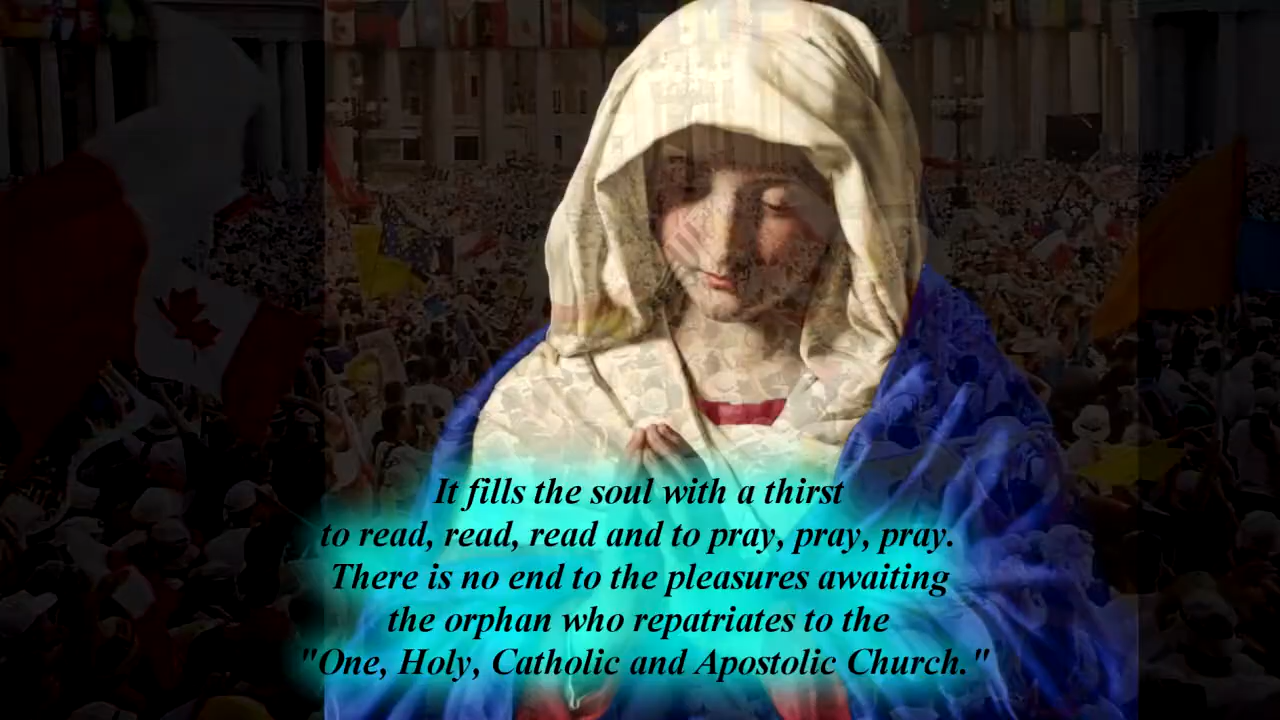 It fills the soul with a thirst
to read, read, read and to pray, pray, pray.
There is no end to the pleasures awaiting
the orphan who repatriates to the
"One, Holy, Catholic and Apostolic Church."